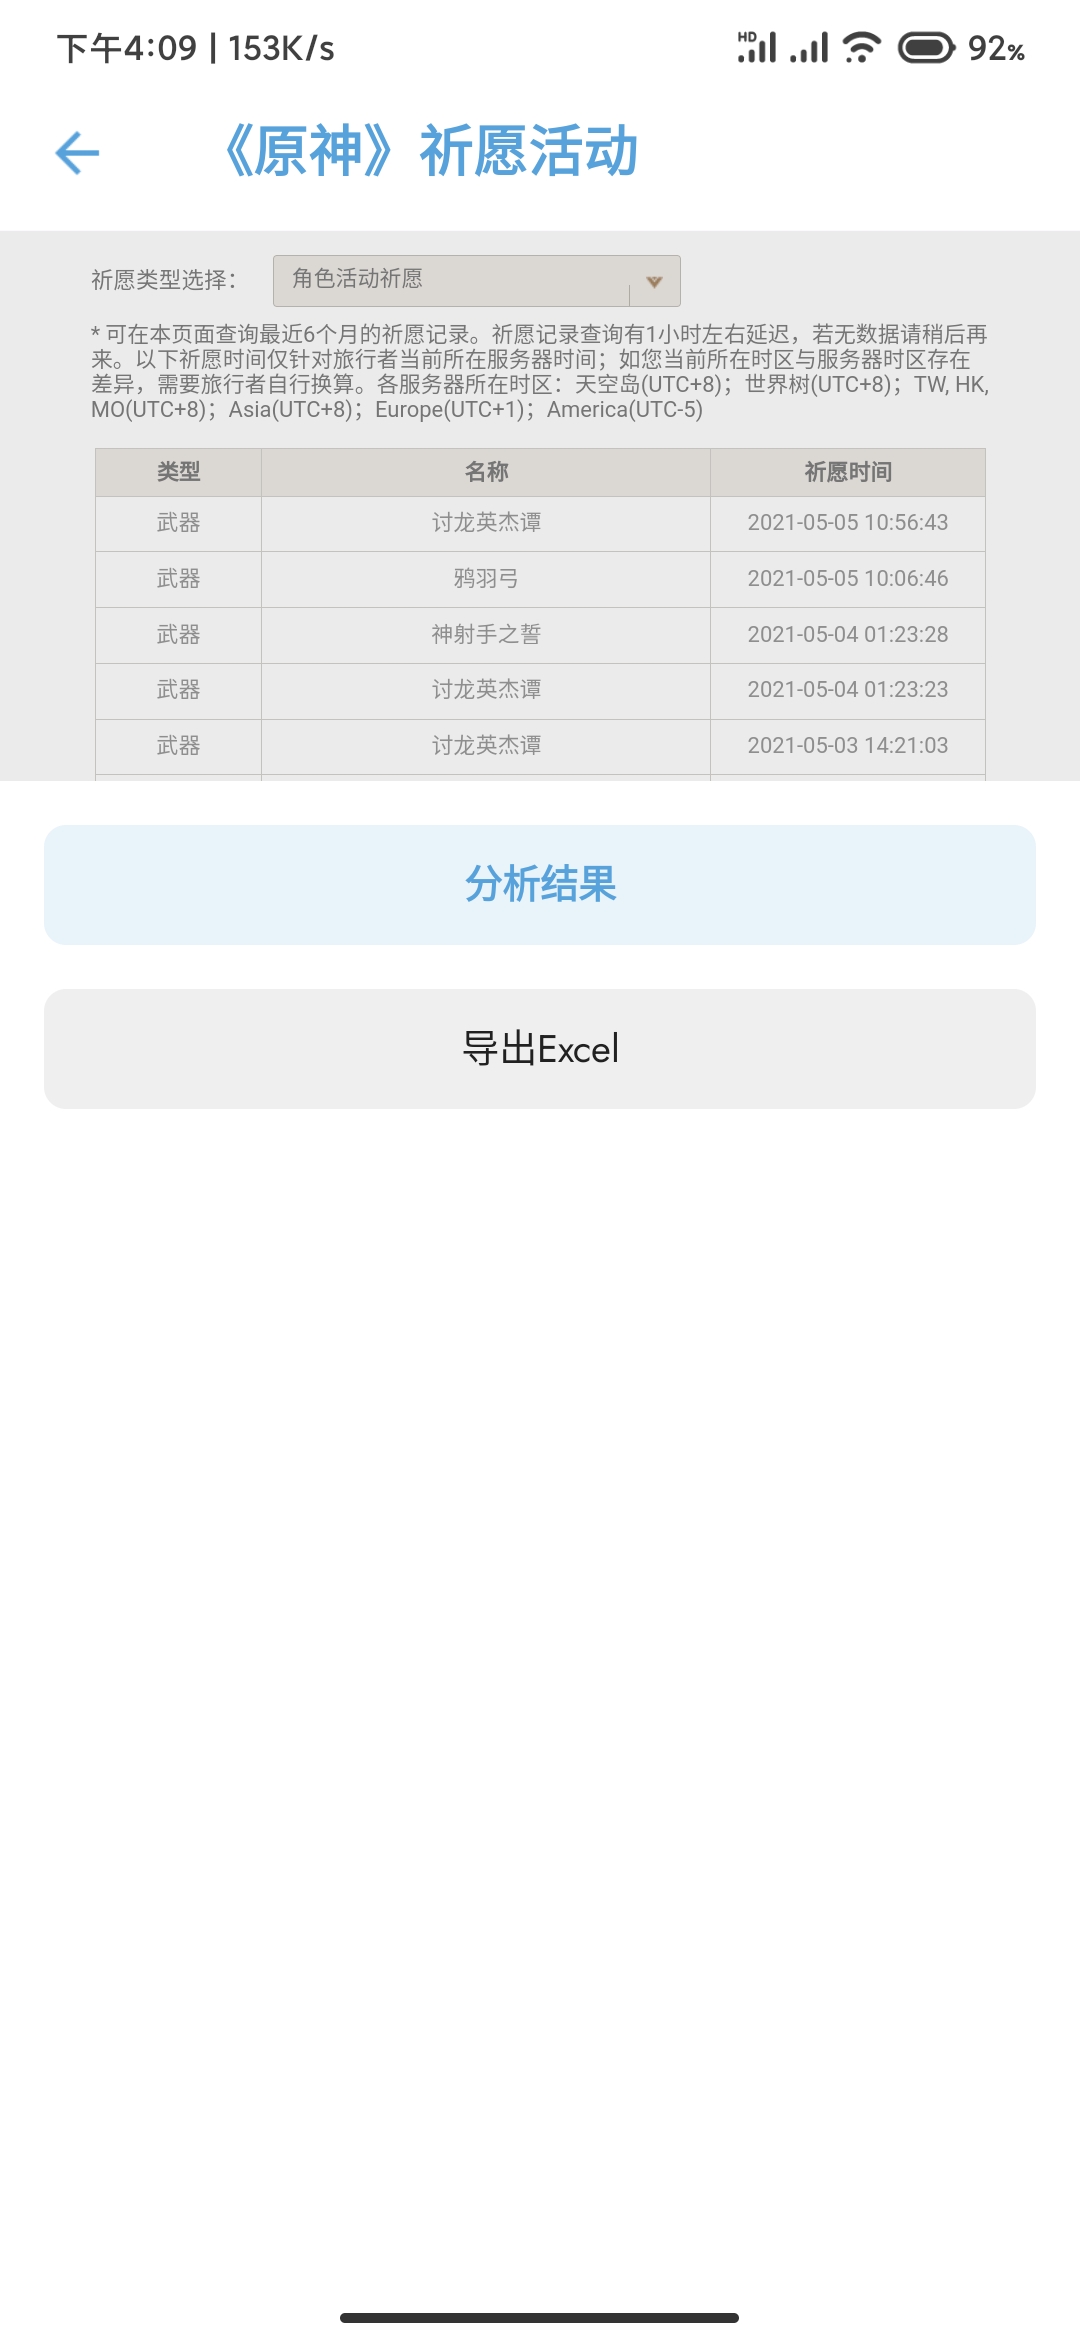 下午4:09 | 153K/s
HD
92%
《原神》祈愿活动
祈愿类型选择：
角色活动祈愿
* 可在本页面查询最近6个月的祈愿记录。祈愿记录查询有1小时左右延迟，若无数据请稍后再
来。以下祈愿时间仅针对旅行者当前所在服务器时间；如您当前所在时区与服务器时区存在
差异，需要旅行者自行换算。各服务器所在时区：天空岛(UTC+8)；世界树(UTC+8)；TW, HK,
MO(UTC+8)；Asia(UTC+8)；Europe(UTC+1)；America(UTC-5)
类型 名称 祈愿时间
武器 讨龙英杰谭 2021-05-05 10:56:43
武器 鸦羽弓 2021-05-05 10:06:46
武器 神射手之誓 2021-05-04 01:23:28
武器 讨龙英杰谭 2021-05-04 01:23:23
武器 讨龙英杰谭 2021-05-03 14:21:03
分析结果
导出Excel